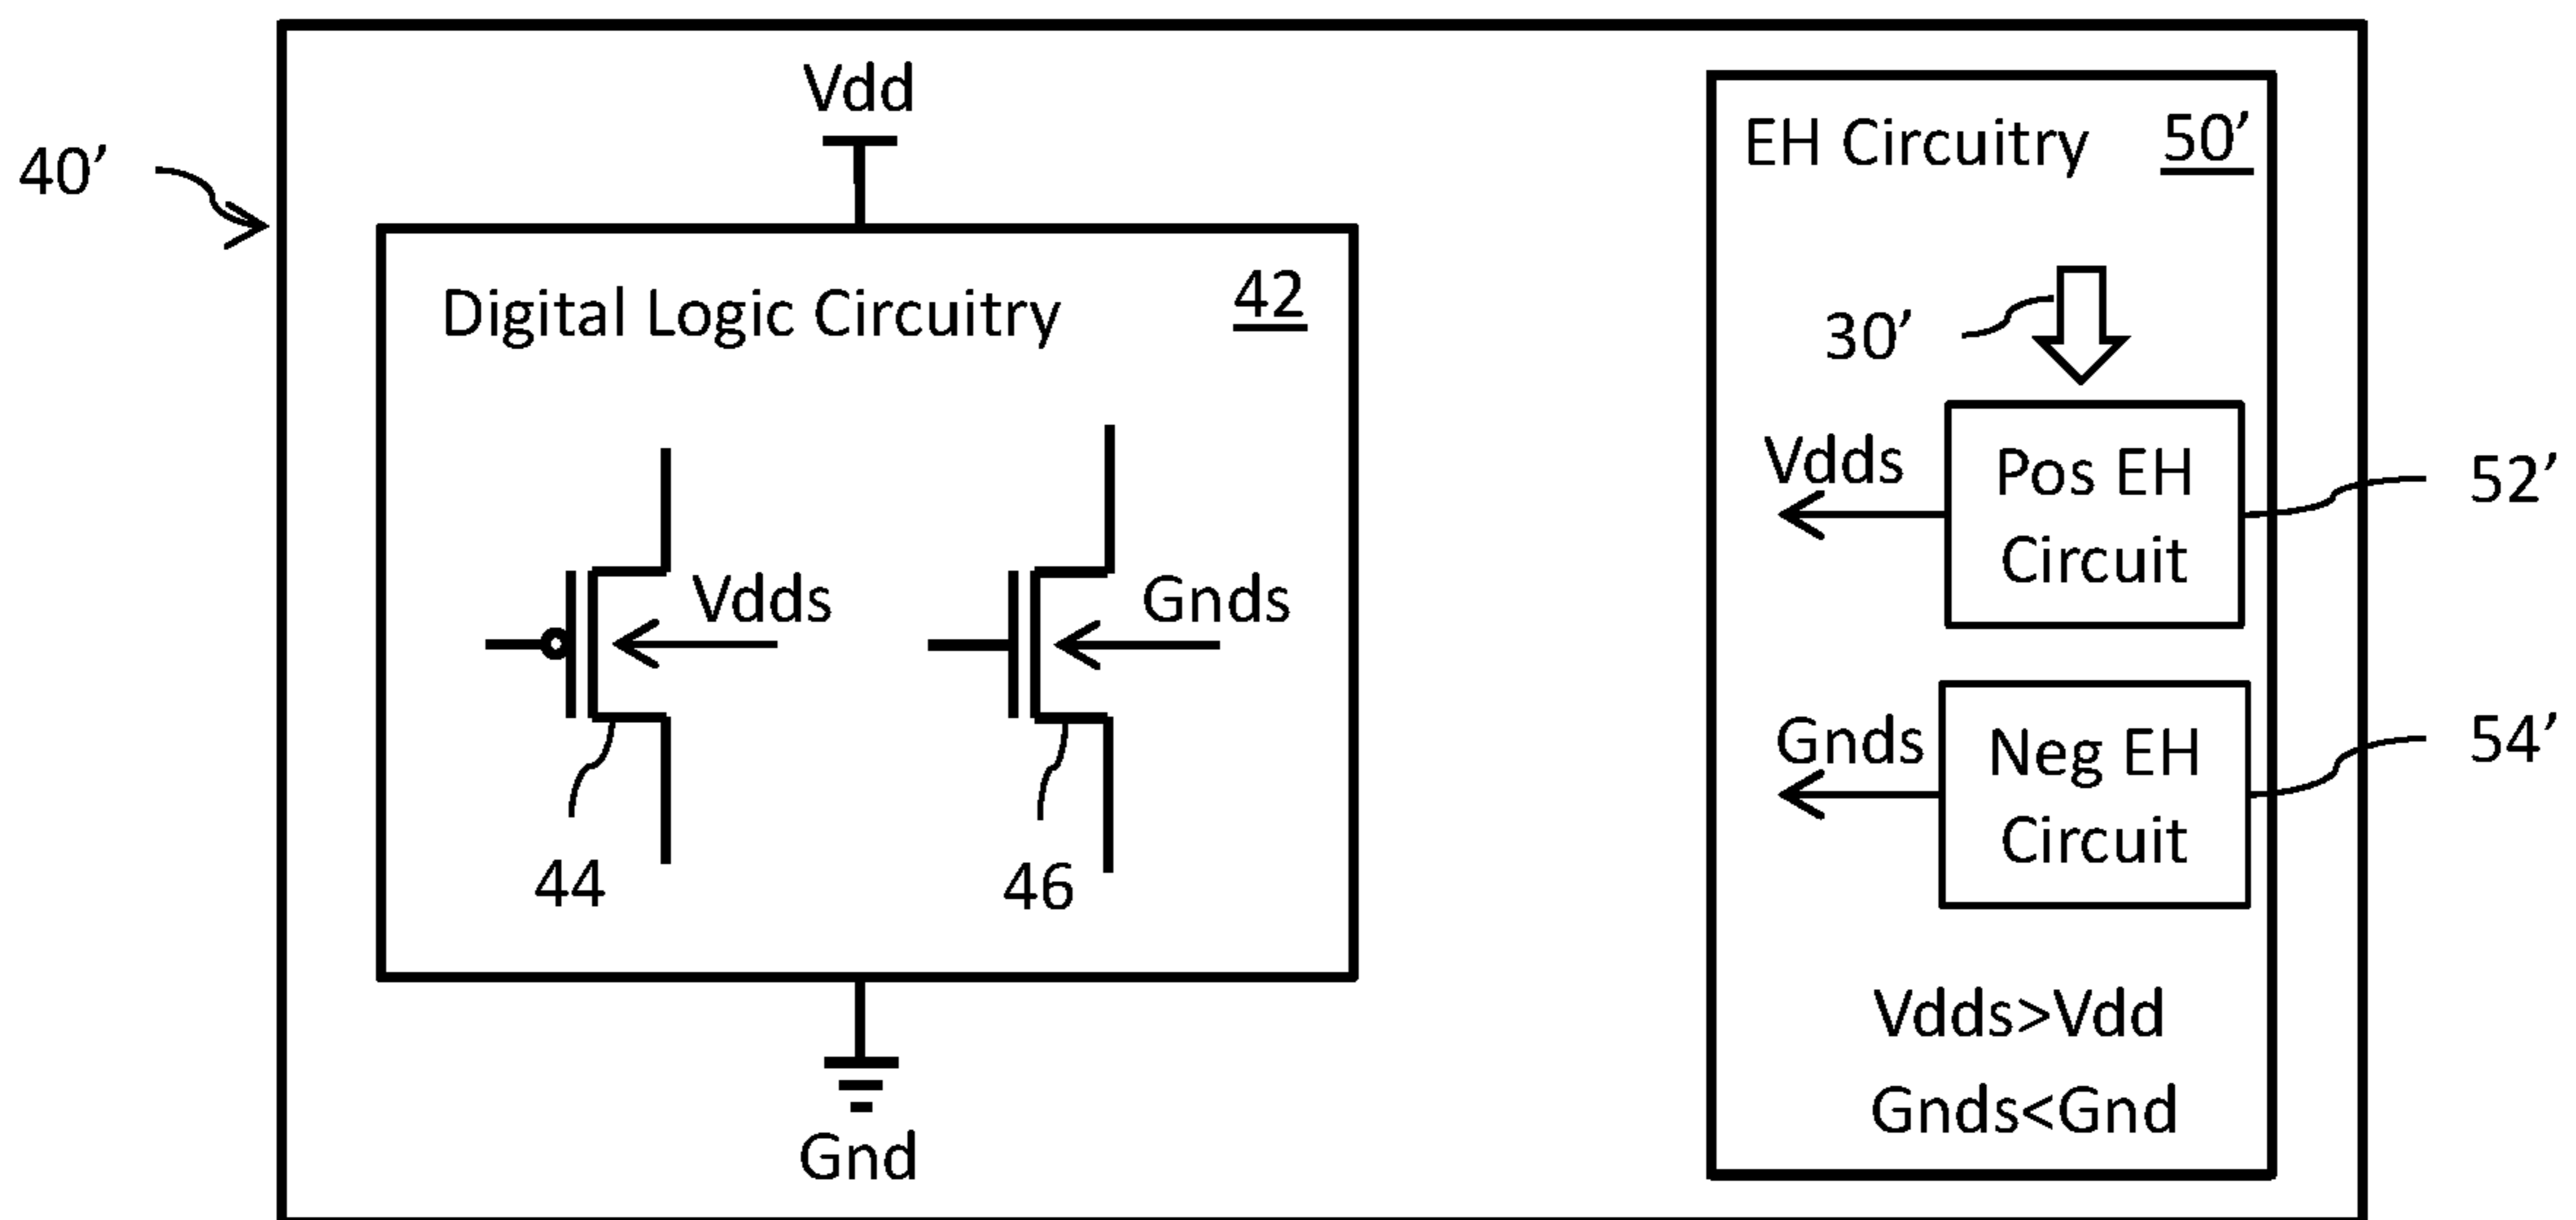 Vdd
40’
EH Circuitry 50’
Digital Logic Circuitry 42
30’
Vdds
Pos EH
Circuit
52’
Vdds
Gnds
Gnds
Neg EH
Circuit
54’
44
46
Vdds>Vdd
Gnds<Gnd
Gnd